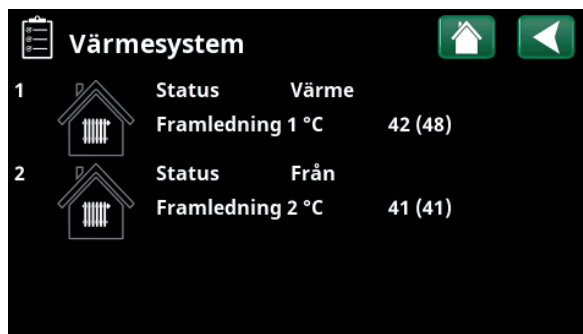 Värmesystem
1 Status Värme
Framledning 1 °C 42 (48)
2 Status Från
Framledning 2 °C 41 (41)